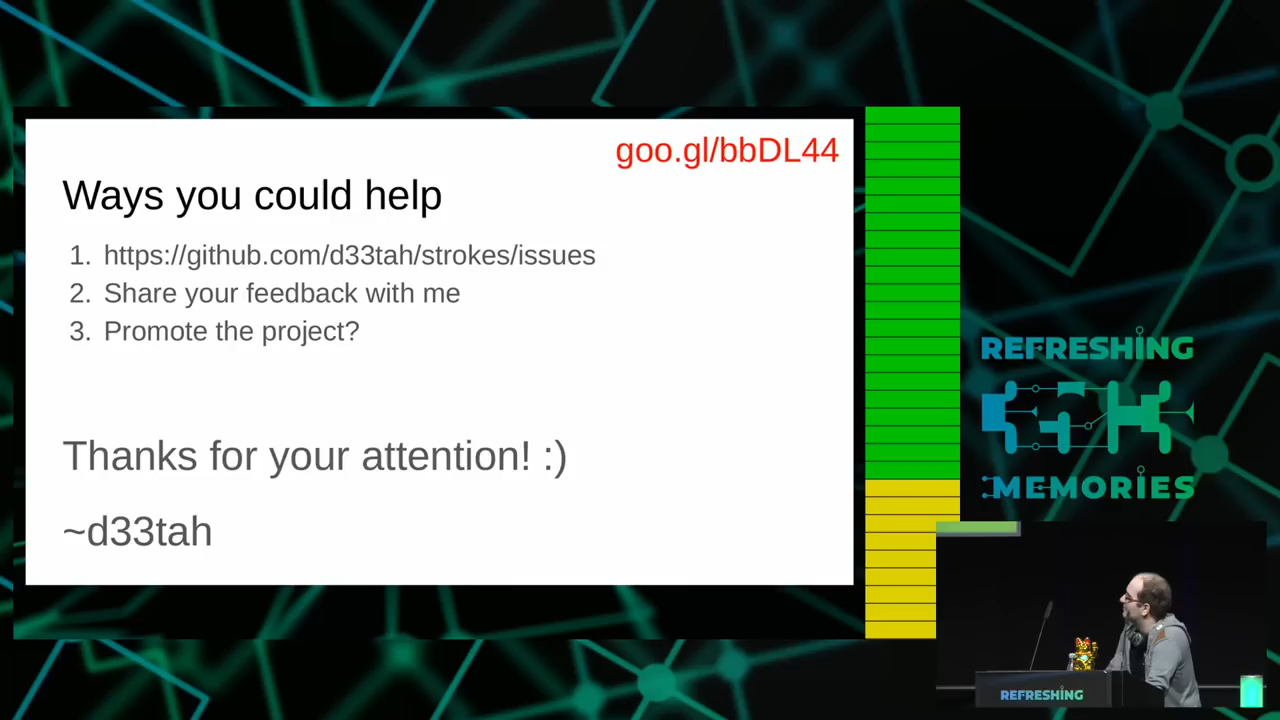 goo.gl/bbDL44
Ways you could help
1. https://github.com/d33tah/strokes/issues
2. Share your feedback with me
3. Promote the project?
Thanks for your attention! :)
~d33tah
REFRESHING
35C3
MEMORIES
REFRESHING